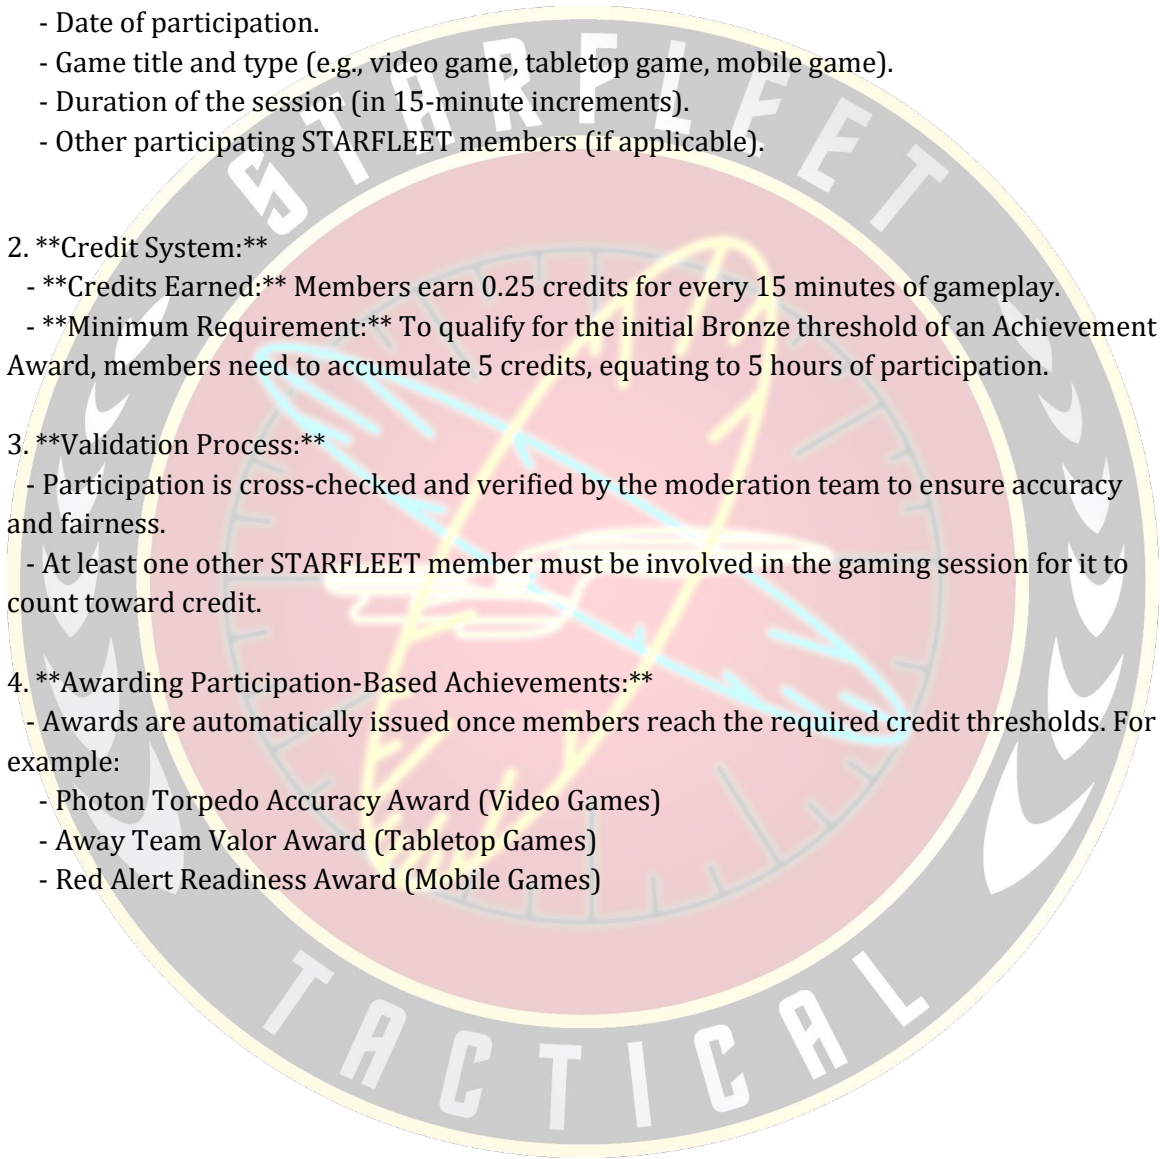 - Date of participation.
- Game title and type (e.g., video game, tabletop game, mobile game).
- Duration of the session (in 15-minute increments).
- Other participating STARFLEET members (if applicable).
2. **Credit System:**
- **Credits Earned:** Members earn 0.25 credits for every 15 minutes of gameplay.
- **Minimum Requirement:** To qualify for the initial Bronze threshold of an Achievement
Award, members need to accumulate 5 credits, equating to 5 hours of participation.
3. **Validation Process:**
- Participation is cross-checked and verified by the moderation team to ensure accuracy
and fairness.
- At least one other STARFLEET member must be involved in the gaming session for it to
count toward credit.
4. **Awarding Participation-Based Achievements:**
- Awards are automatically issued once members reach the required credit thresholds. For
example:
- Photon Torpedo Accuracy Award (Video Games)
- Away Team Valor Award (Tabletop Games)
- Red Alert Readiness Award (Mobile Games)
STARFLEET
TACTICAL